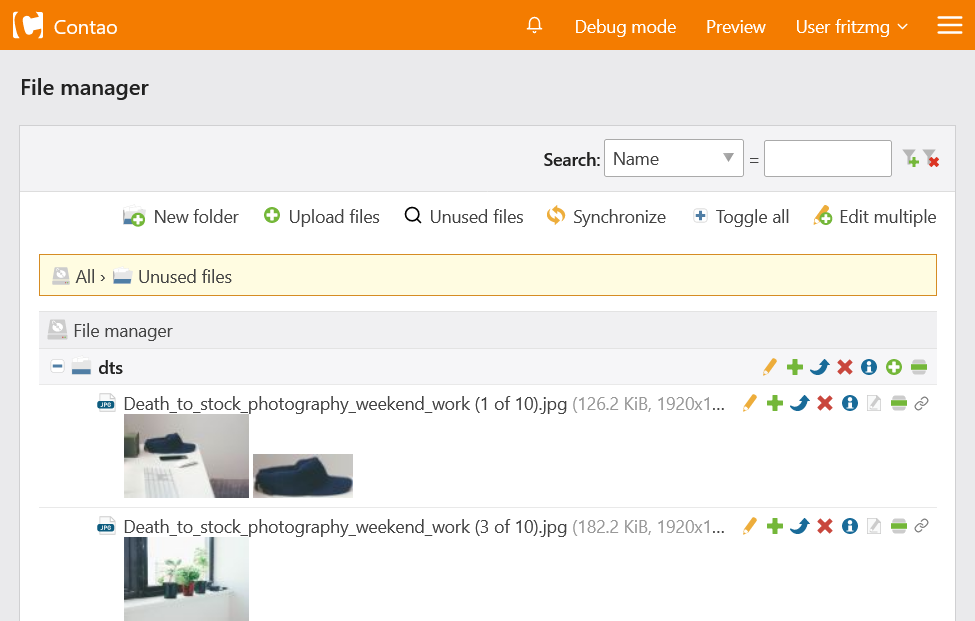 Contao Debug mode Preview User fritzmg
File manager
Search: Name =
New folder Upload files Unused files Synchronize Toggle all Edit multiple
All › Unused files
File manager
dts
JPG Death_to_stock_photography_weekend_work (1 of 10).jpg (126.2 KiB, 1920x1...
JPG Death_to_stock_photography_weekend_work (3 of 10).jpg (182.2 KiB, 1920x1...